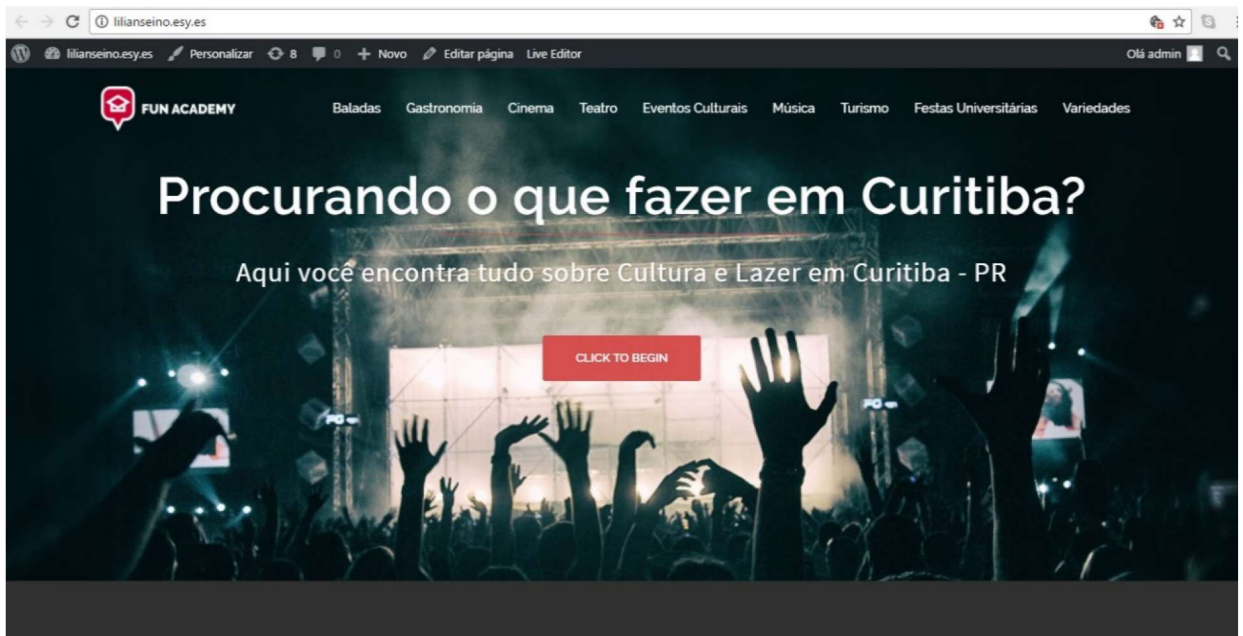 lilianseino.esy.es
lilianseino.esy.es Personalizar 8 0 + Novo Editar página Live Editor Olá admin
FUN ACADEMY Baladas Gastronomia Cinema Teatro Eventos Culturais Música Turismo Festas Universitárias Variedades
Procurando o que fazer em Curitiba?
Aqui você encontra tudo sobre Cultura e Lazer em Curitiba - PR
CLICK TO BEGIN